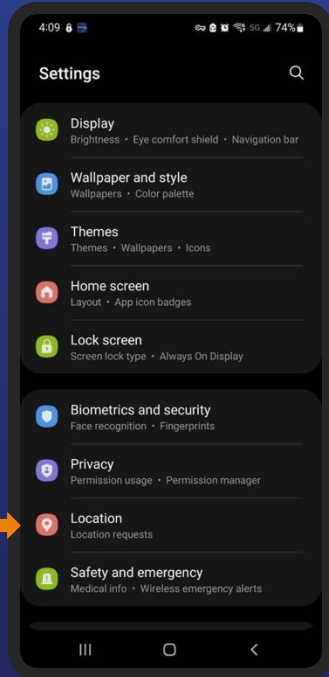 4:09
5G 74%
Settings
Display
Brightness • Eye comfort shield • Navigation bar
Wallpaper and style
Wallpapers • Color palette
Themes
Themes • Wallpapers • Icons
Home screen
Layout • App icon badges
Lock screen
Screen lock type • Always On Display
Biometrics and security
Face recognition • Fingerprints
Privacy
Permission usage • Permission manager
Location
Location requests
Safety and emergency
Medical info • Wireless emergency alerts